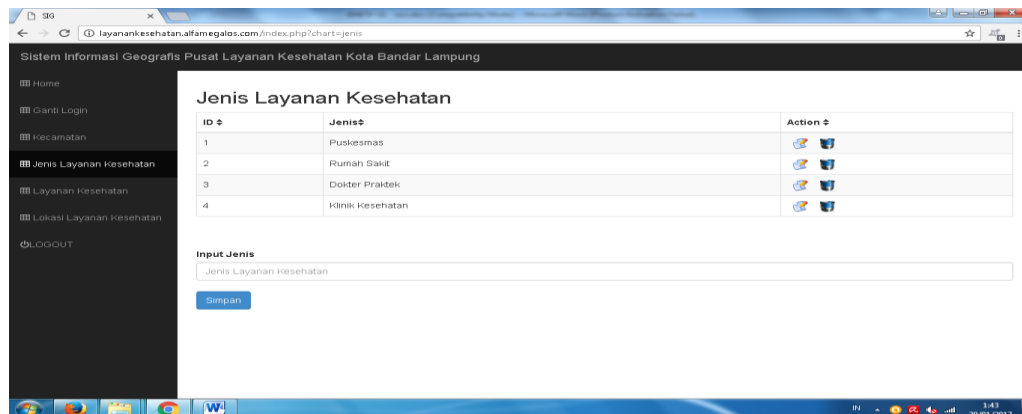 SIG
layanankesehatan.alfamegalos.com/index.php?chart=jenis
Sistem Informasi Geografis Pusat Layanan Kesehatan Kota Bandar Lampung
Home
Ganti Login
Kecamatan
Jenis Layanan Kesehatan
Layanan Kesehatan
Lokasi Layanan Kesehatan
LOGOUT
Jenis Layanan Kesehatan
ID Jenis Action
1 Puskesmas
2 Rumah Sakit
3 Dokter Praktek
4 Klinik Kesehatan
Input Jenis
Jenis Layanan Kesehatan
Simpan
IN 1:43